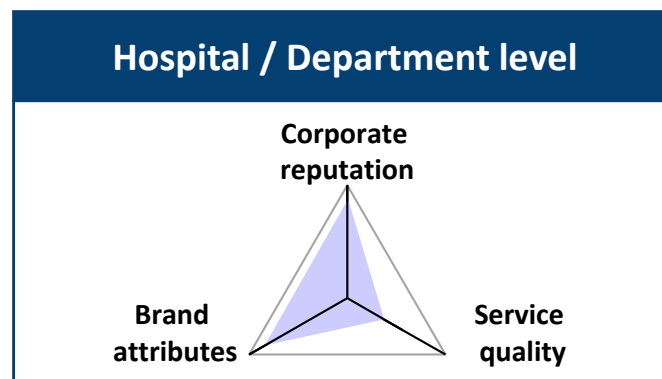 Hospital / Department level
Corporate
reputation
Brand
attributes
Service
quality